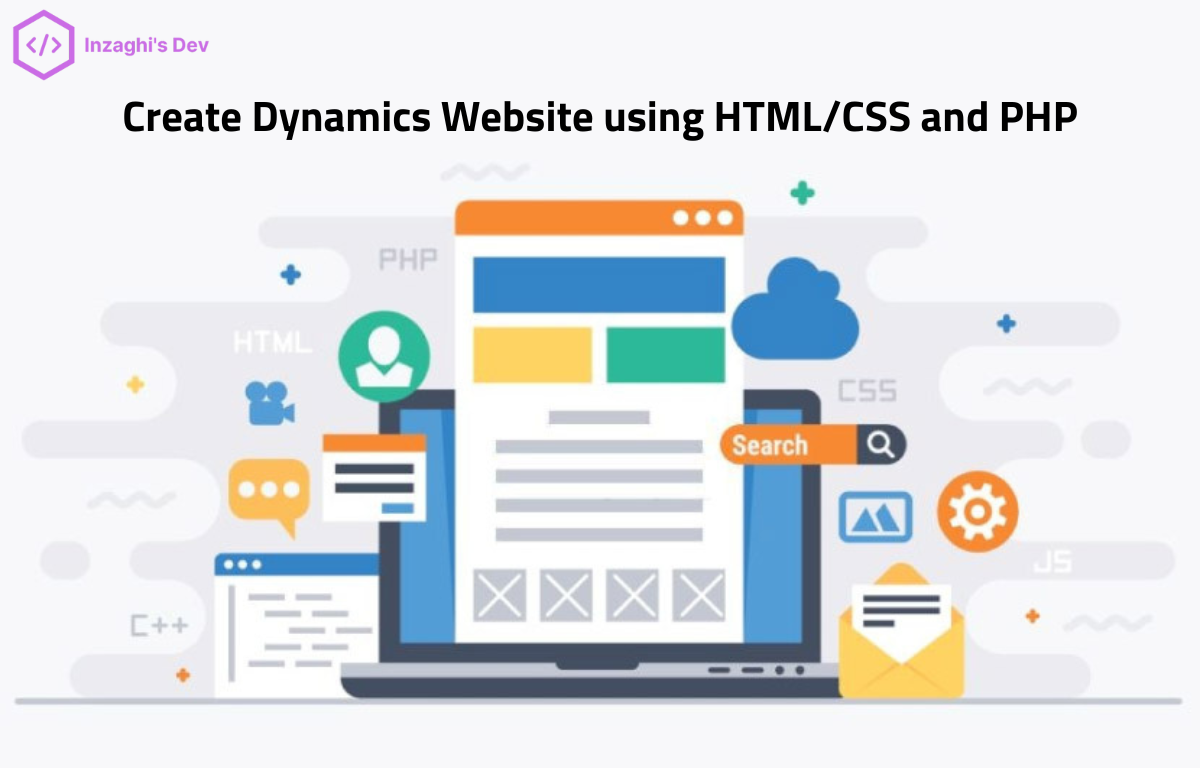 </>
Inzaghi's Dev
Create Dynamics Website using HTML/CSS and PHP
PHP
HTML
CSS
Search
JS
C++